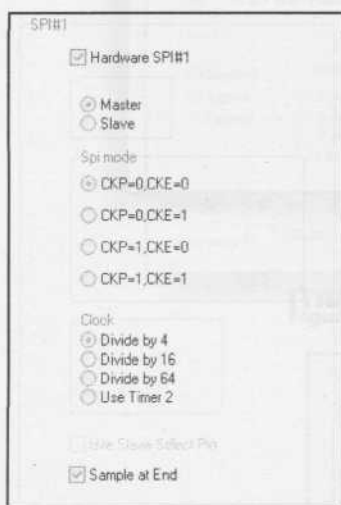 SPI#1
Hardware SPI#1
Master
Slave
Spi mode
CKP=0,CKE=0
CKP=0,CKE=1
CKP=1,CKE=0
CKP=1,CKE=1
Clock
Divide by 4
Divide by 16
Divide by 64
Use Timer 2
Use Slave Select Pin
Sample at End